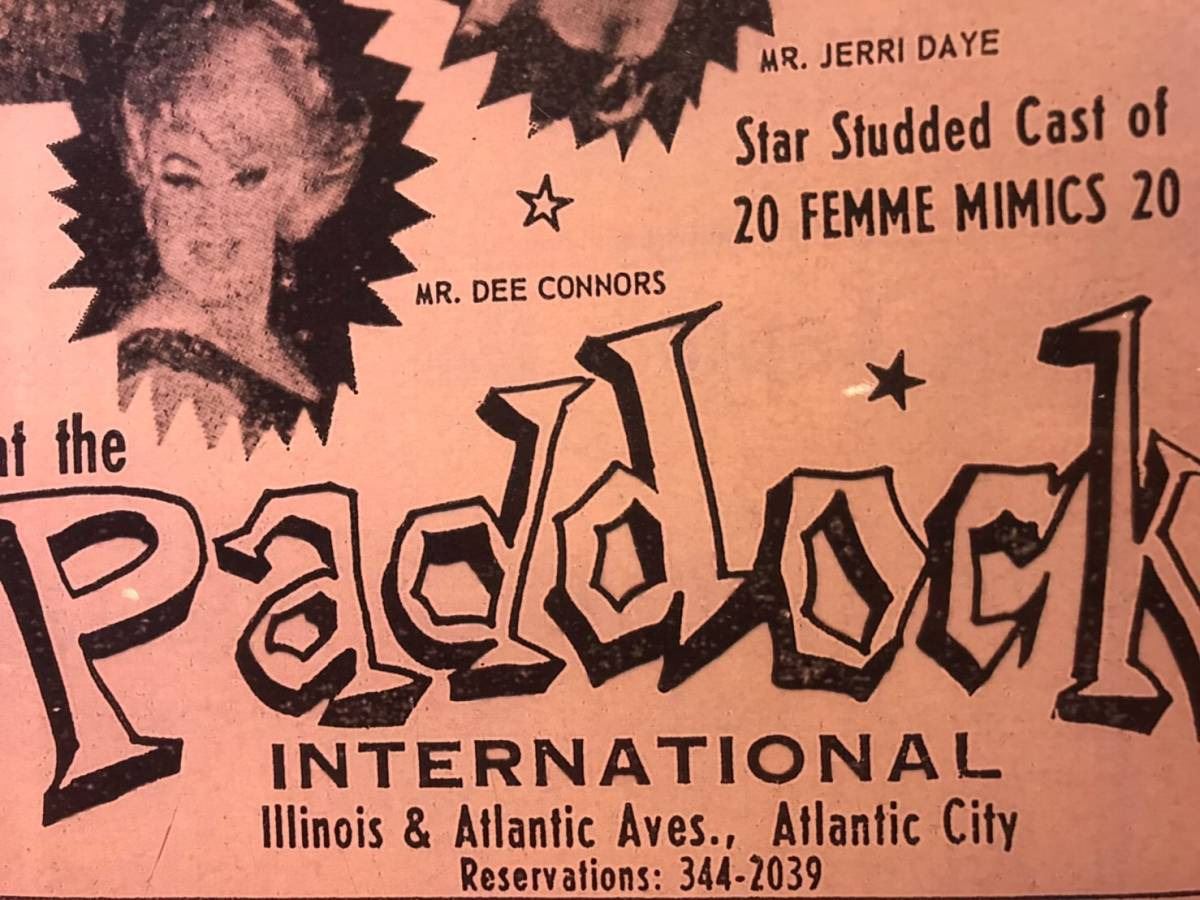 MR. JERRI DAYE
Star Studded Cast of
20 FEMME MIMICS 20
MR. DEE CONNORS
at the
Paddock
INTERNATIONAL
Illinois & Atlantic Aves., Atlantic City
Reservations: 344-2039